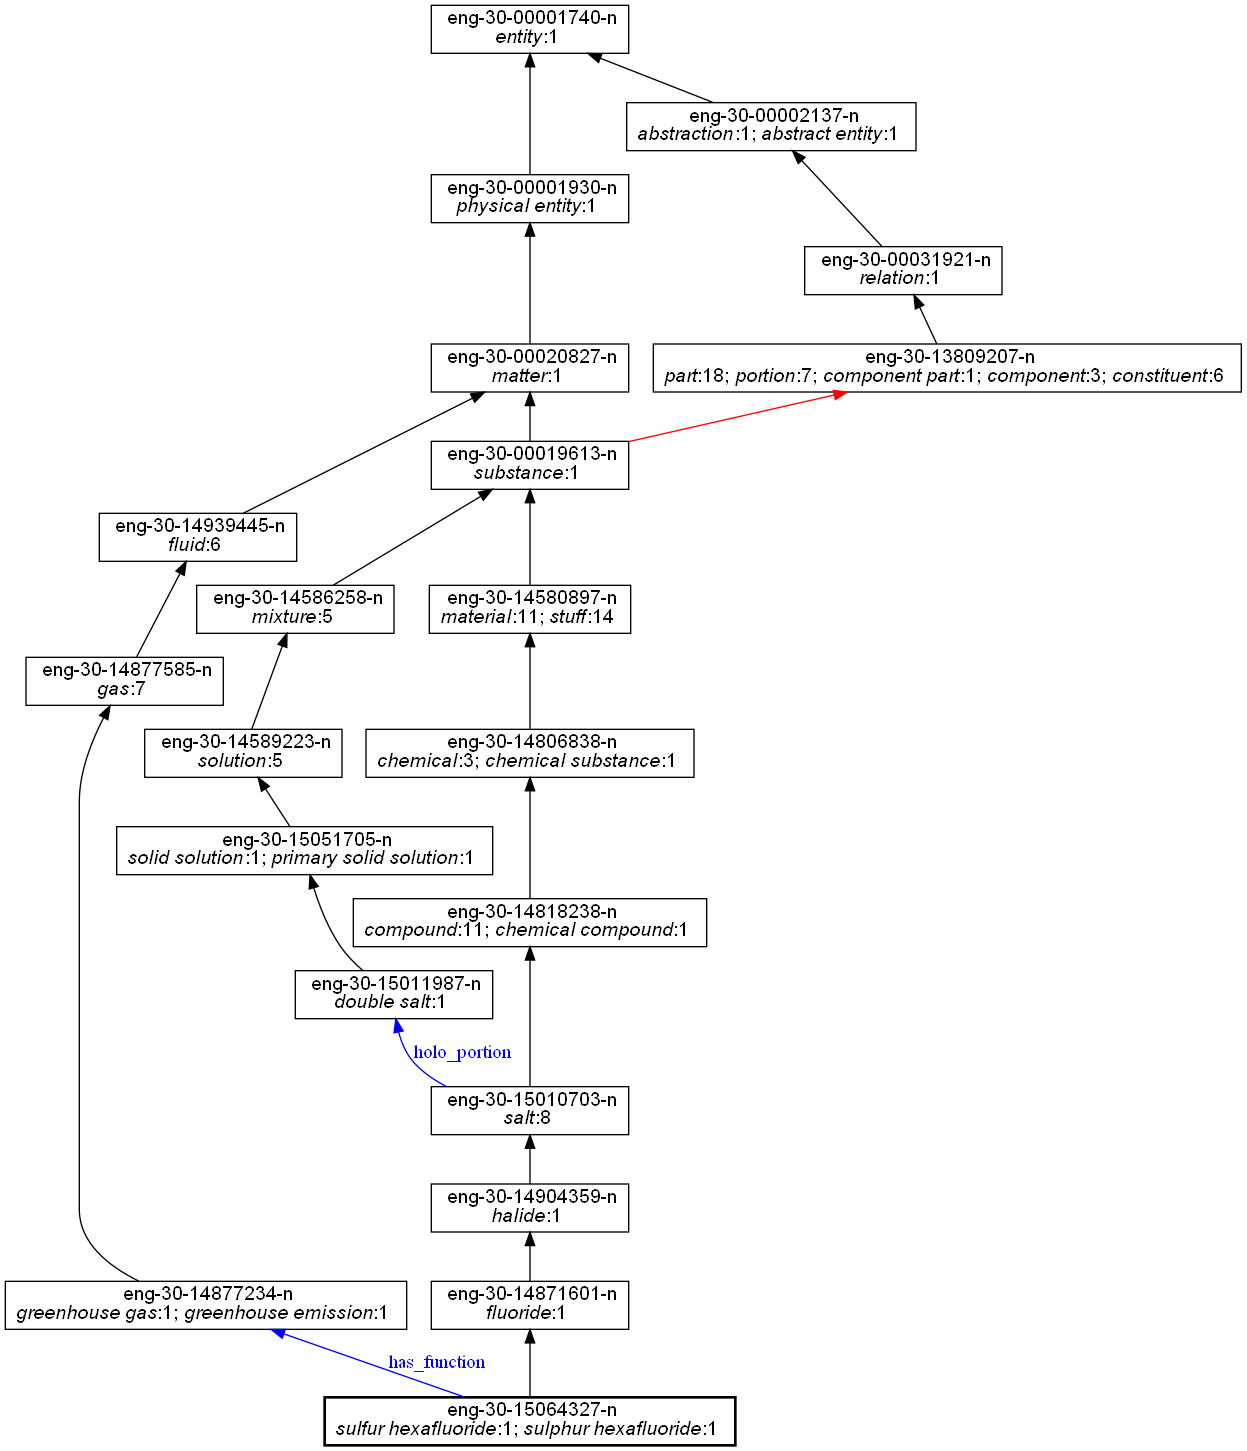 eng-30-00001740-n
entity:1
eng-30-00002137-n
abstraction:1; abstract entity:1
eng-30-00001930-n
physical entity:1
eng-30-00031921-n
relation:1
eng-30-00020827-n
matter:1
eng-30-13809207-n
part:18; portion:7; component part:1; component:3; constituent:6
eng-30-00019613-n
substance:1
eng-30-14939445-n
fluid:6
eng-30-14586258-n
mixture:5
eng-30-14580897-n
material:11; stuff:14
eng-30-14877585-n
gas:7
eng-30-14589223-n
solution:5
eng-30-14806838-n
chemical:3; chemical substance:1
eng-30-15051705-n
solid solution:1; primary solid solution:1
eng-30-14818238-n
compound:11; chemical compound:1
eng-30-15011987-n
double salt:1
holo_portion
eng-30-15010703-n
salt:8
eng-30-14904359-n
halide:1
eng-30-14877234-n
greenhouse gas:1; greenhouse emission:1
eng-30-14871601-n
fluoride:1
has_function
eng-30-15064327-n
sulfur hexafluoride:1; sulphur hexafluoride:1